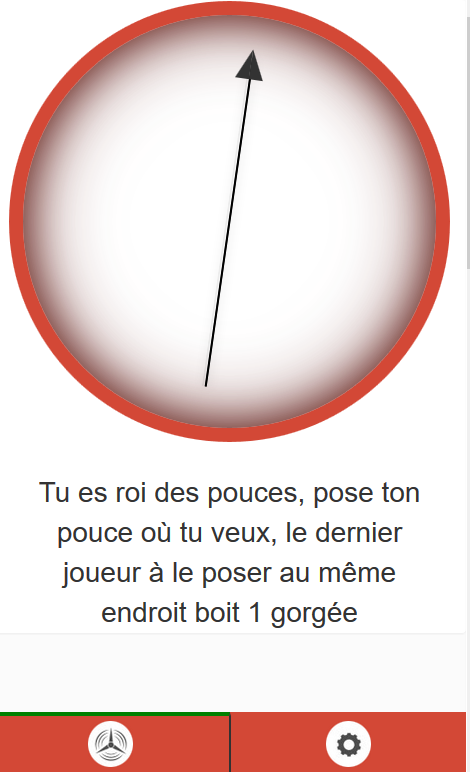 Tu es roi des pouces, pose ton
pouce où tu veux, le dernier
joueur à le poser au même
endroit boit 1 gorgée